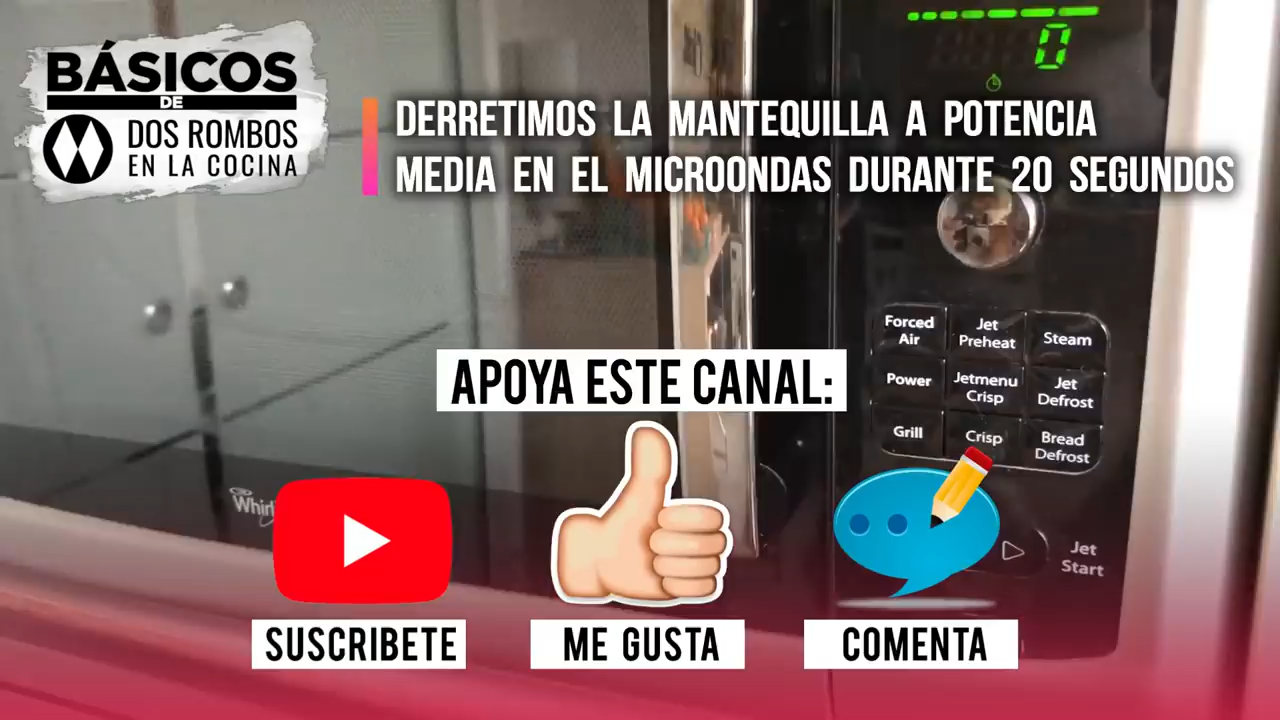 BÁSICOS
DE
DOS ROMBOS
EN LA COCINA
DERRETIMOS LA MANTEQUILLA A POTENCIA
MEDIA EN EL MICROONDAS DURANTE 20 SEGUNDOS
0
Forced
Air
Jet
Preheat
Steam
Power
Jetmenu
Crisp
Jet
Defrost
Grill
Crisp
Bread
Defrost
APOYA ESTE CANAL:
Whirl
Jet
Start
SUSCRIBETE
ME GUSTA
COMENTA